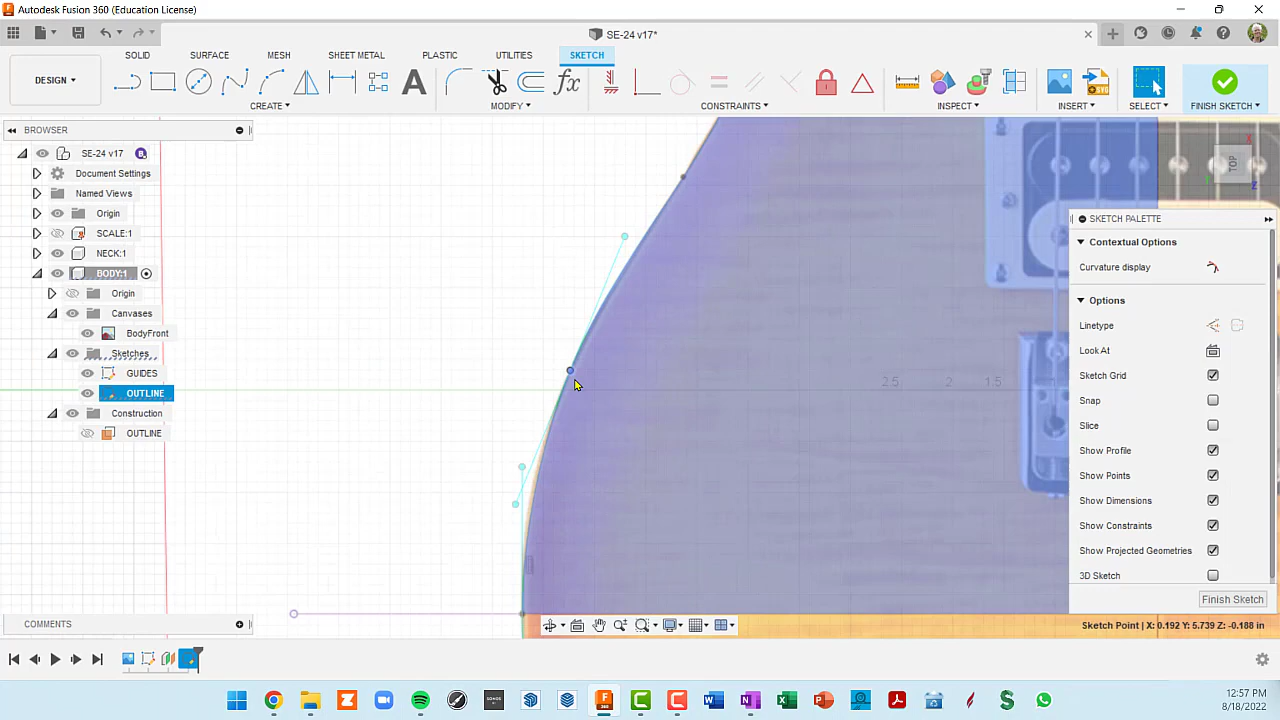 Autodesk Fusion 360 (Education License)
SE-24 v17*
SOLID SURFACE MESH SHEET METAL PLASTIC UTILITIES SKETCH
DESIGN
CREATE MODIFY CONSTRAINTS INSPECT INSERT SELECT FINISH SKETCH
BROWSER
SE-24 v17
Document Settings
Named Views
Origin
SCALE:1
NECK:1
BODY:1
Origin
Canvases
BodyFront
Sketches
GUIDES
OUTLINE
Construction
OUTLINE
COMMENTS
TOP
X
Y
Z
2.5 2 1.5
SKETCH PALETTE
Contextual Options
Curvature display
Options
Linetype
Look At
Sketch Grid
Snap
Slice
Show Profile
Show Points
Show Dimensions
Show Constraints
Show Projected Geometries
3D Sketch
Finish Sketch
Sketch Point | X: 0.192 Y: 5.739 Z: -0.188 in
12:57 PM
8/18/2022